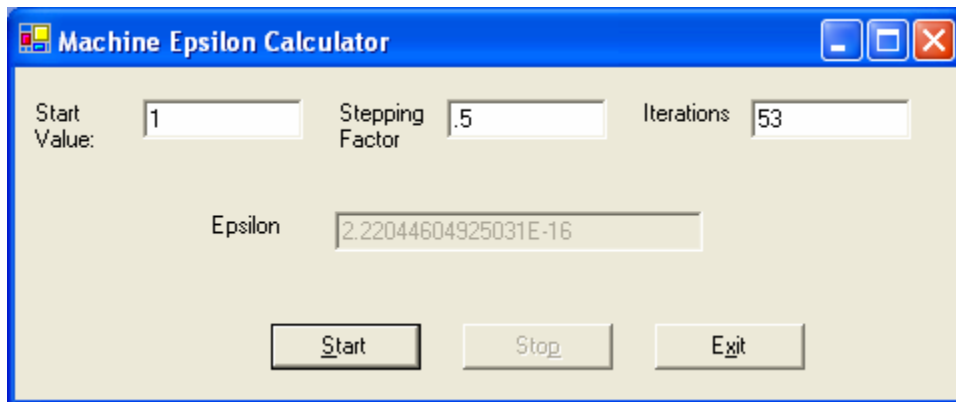 Machine Epsilon Calculator
Start Value:
1
Stepping Factor
.5
Iterations
53
Epsilon
2.22044604925031E-16
Start
Stop
Exit